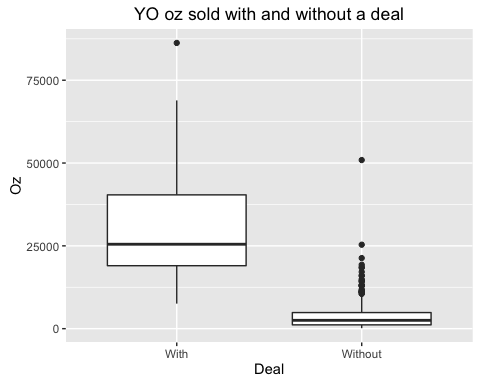 YO oz sold with and without a deal
75000
50000
25000
0
Oz
With Without
Deal